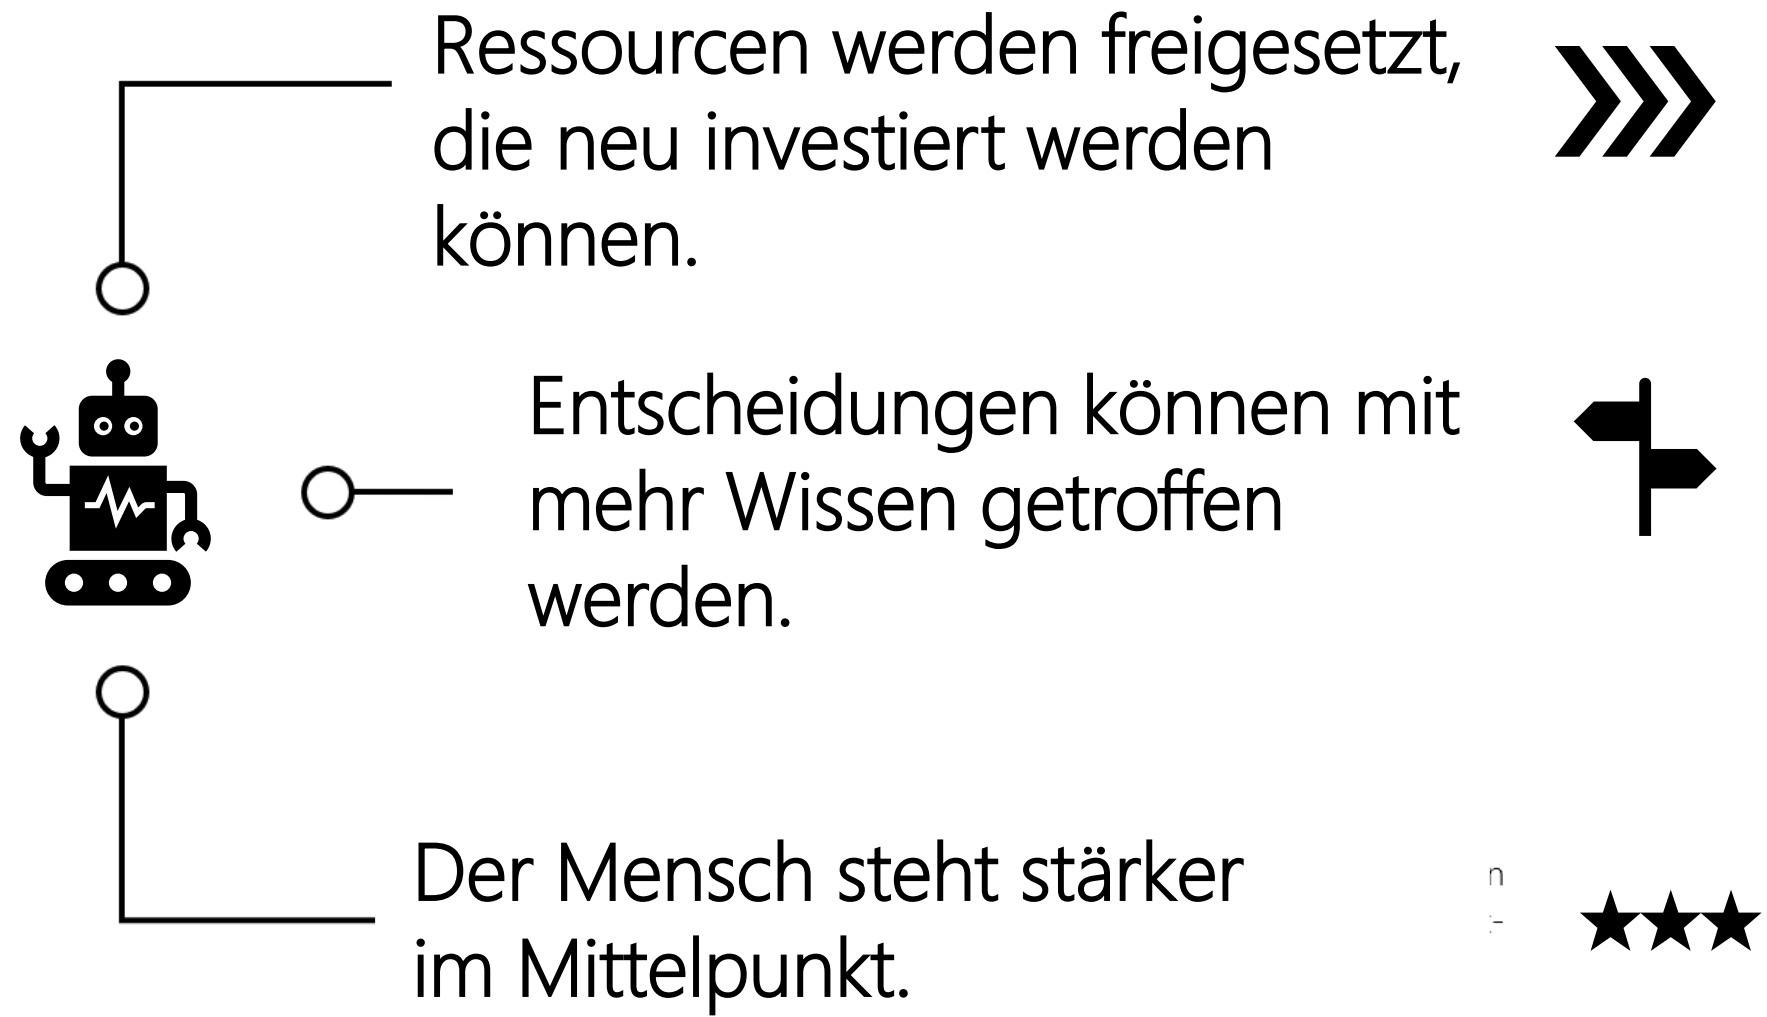 Ressourcen werden freigesetzt,
die neu investiert werden
können.
Entscheidungen können mit
mehr Wissen getroffen
werden.
Der Mensch steht stärker
im Mittelpunkt.
n